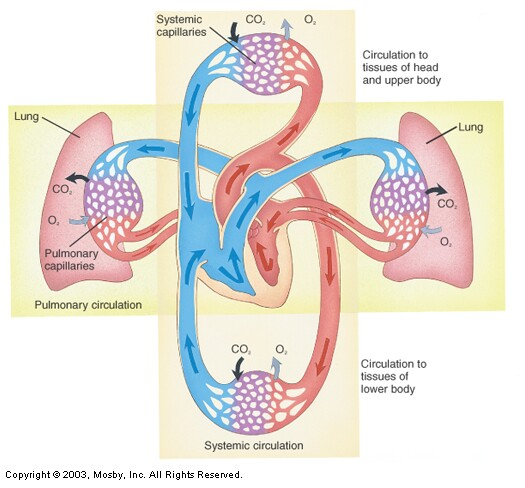 Systemic
capillaries
CO₂
O₂
Circulation to
tissues of head
and upper body
Lung
Lung
CO₂
O₂
CO₂
O₂
Pulmonary
capillaries
Pulmonary circulation
CO₂
O₂
Circulation to
tissues of
lower body
Systemic circulation
Copyright © 2003, Mosby, Inc. All Rights Reserved.